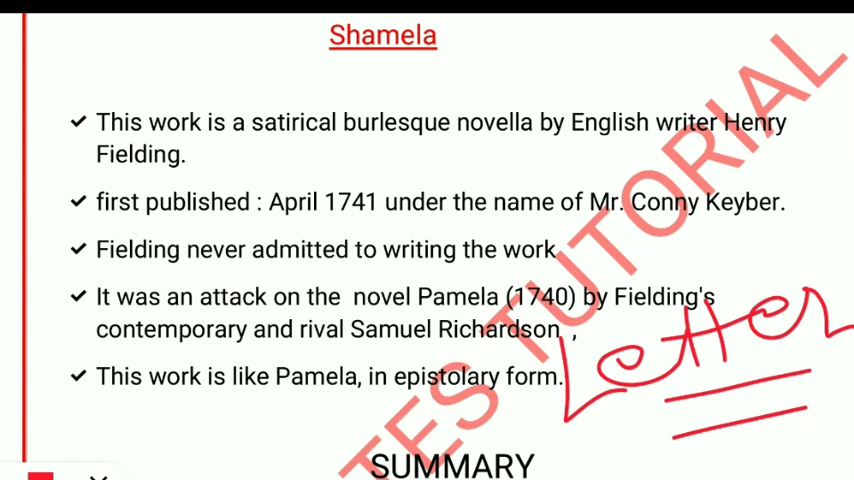 Shamela
✓ This work is a satirical burlesque novella by English writer Henry
Fielding.
✓ first published : April 1741 under the name of Mr. Conny Keyber.
✓ Fielding never admitted to writing the work
✓ It was an attack on the novel Pamela (1740) by Fielding's
contemporary and rival Samuel Richardson ,
✓ This work is like Pamela, in epistolary form.
Letter
SUMMARY
TES TUTORIAL